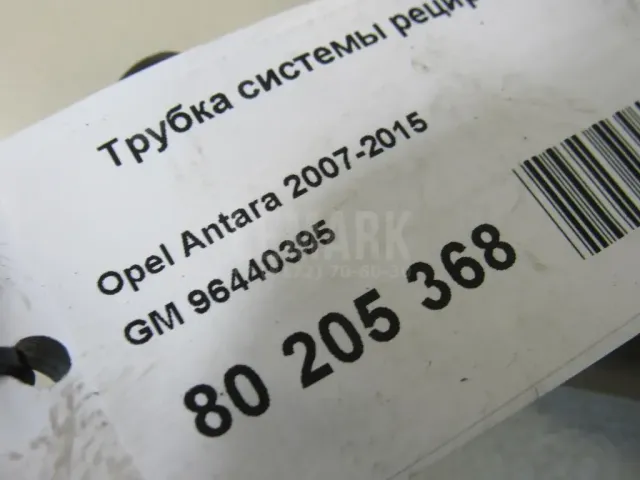 Трубка системы рецир
Opel Antara 2007-2015
GM 96440395
80 205 368